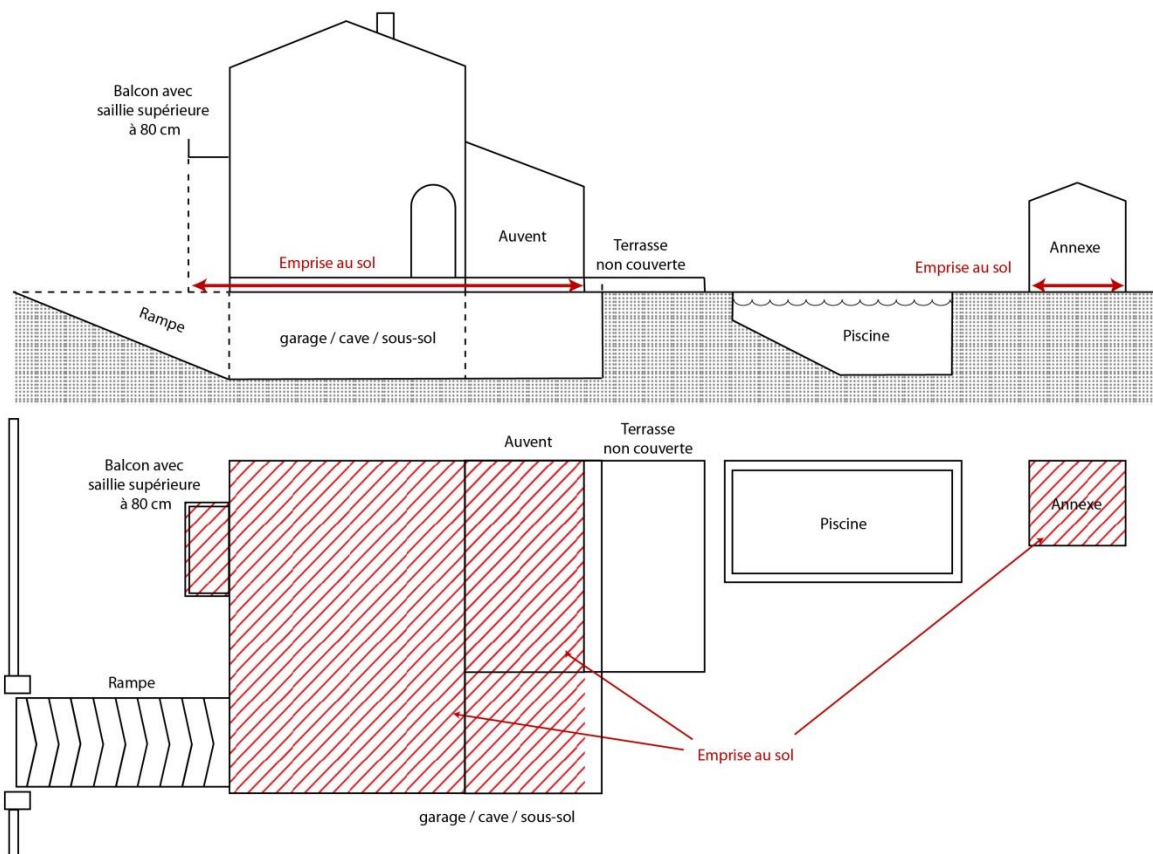 Balcon avec
saillie supérieure
à 80 cm
Auvent
Terrasse
non couverte
Annexe
Emprise au sol
Emprise au sol
Rampe
garage / cave / sous-sol
Piscine
Auvent
Terrasse
non couverte
Balcon avec
saillie supérieure
à 80 cm
Piscine
Annexe
Rampe
Emprise au sol
garage / cave / sous-sol